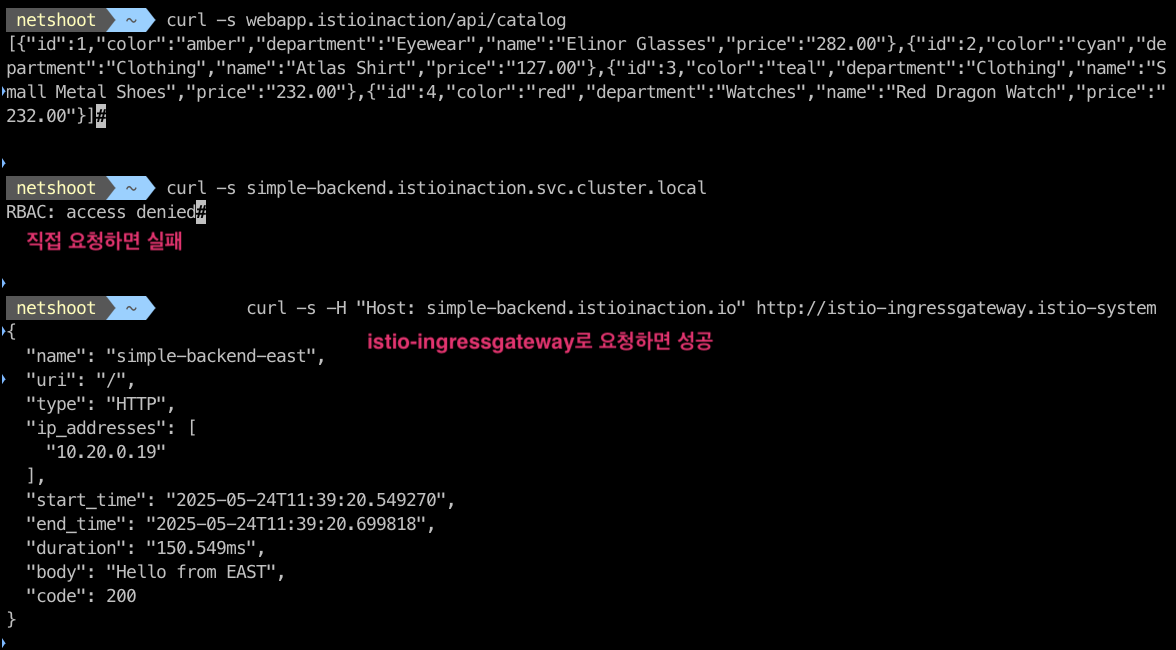 netshoot ~ curl -s webapp.istioinaction/api/catalog
[{"id":1,"color":"amber","department":"Eyewear","name":"Elinor Glasses","price":"282.00"},{"id":2,"color":"cyan","de
partment":"Clothing","name":"Atlas Shirt","price":"127.00"},{"id":3,"color":"teal","department":"Clothing","name":"S
mall Metal Shoes","price":"232.00"},{"id":4,"color":"red","department":"Watches","name":"Red Dragon Watch","price":"
232.00"}]#
netshoot ~ curl -s simple-backend.istioinaction.svc.cluster.local
RBAC: access denied#
직접 요청하면 실패
netshoot ~ curl -s -H "Host: simple-backend.istioinaction.io" http://istio-ingressgateway.istio-system
{
istio-ingressgateway로 요청하면 성공
"name": "simple-backend-east",
"uri": "/",
"type": "HTTP",
"ip_addresses": [
"10.20.0.19"
],
"start_time": "2025-05-24T11:39:20.549270",
"end_time": "2025-05-24T11:39:20.699818",
"duration": "150.549ms",
"body": "Hello from EAST",
"code": 200
}